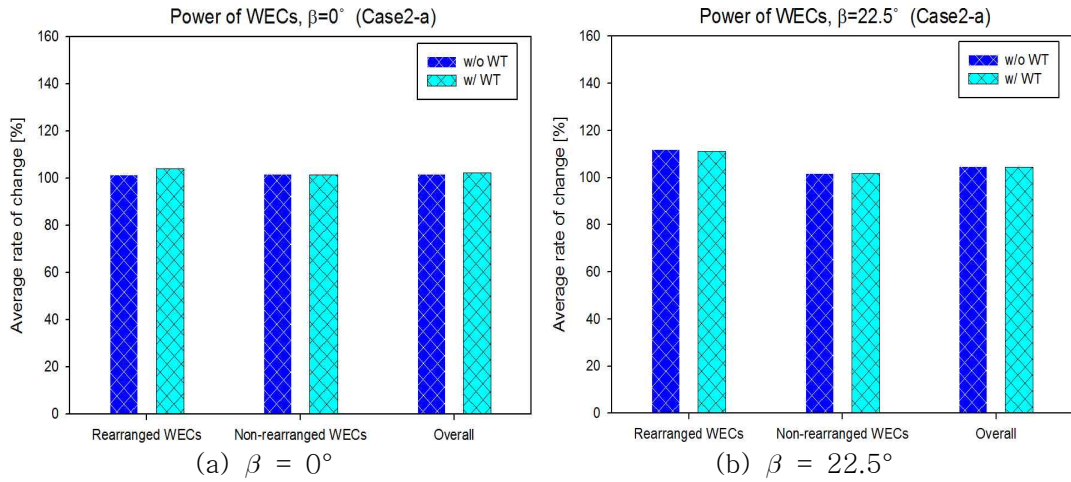 Power of WECs, β=0° (Case2-a)
160
140
120
100
80
60
40
20
0
Average rate of change [%]
w/o WT
w/ WT
Rearranged WECs
Non-rearranged WECs
Overall
(a) β = 0°
Power of WECs, β=22.5° (Case2-a)
160
140
120
100
80
60
40
20
0
Average rate of change [%]
w/o WT
w/ WT
Rearranged WECs
Non-rearranged WECs
Overall
(b) β = 22.5°